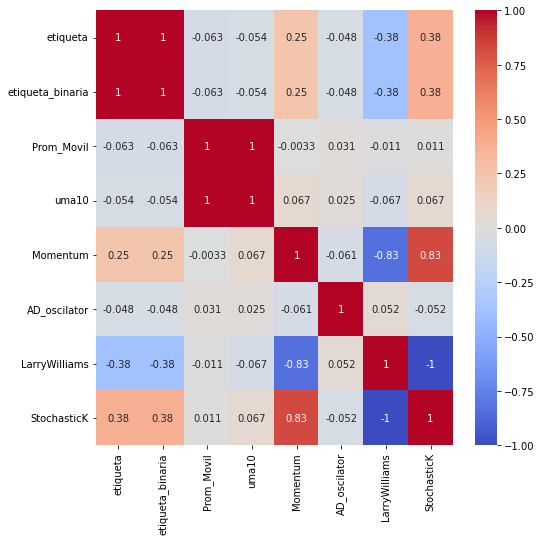 etiqueta 1 1 -0.063 -0.054 0.25 -0.048 -0.38 0.38
etiqueta_binaria 1 1 -0.063 -0.054 0.25 -0.048 -0.38 0.38
Prom_Movil -0.063 -0.063 1 1 -0.0033 0.031 -0.011 0.011
uma10 -0.054 -0.054 1 1 0.067 0.025 -0.067 0.067
Momentum 0.25 0.25 -0.0033 0.067 1 -0.061 -0.83 0.83
AD_oscilator -0.048 -0.048 0.031 0.025 -0.061 1 0.052 -0.052
LarryWilliams -0.38 -0.38 -0.011 -0.067 -0.83 0.052 1 -1
StochasticK 0.38 0.38 0.011 0.067 0.83 -0.052 -1 1
etiqueta
etiqueta_binaria
Prom_Movil
uma10
Momentum
AD_oscilator
LarryWilliams
StochasticK
1.00
0.75
0.50
0.25
0.00
−0.25
−0.50
−0.75
−1.00